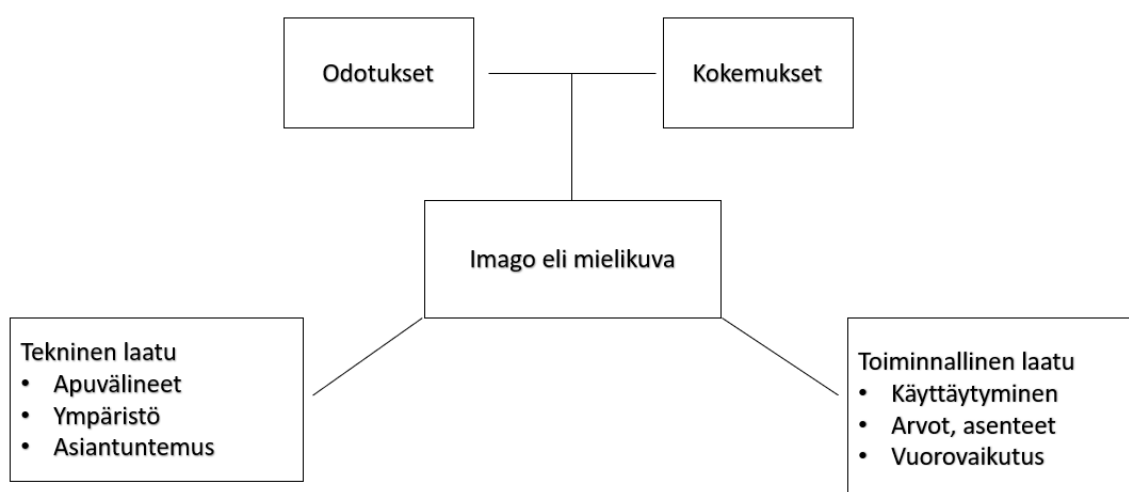 Odotukset
Kokemukset
Imago eli mielikuva
Tekninen laatu
• Apuvälineet
• Ympäristö
• Asiantuntemus
Toiminnallinen laatu
• Käyttäytyminen
• Arvot, asenteet
• Vuorovaikutus